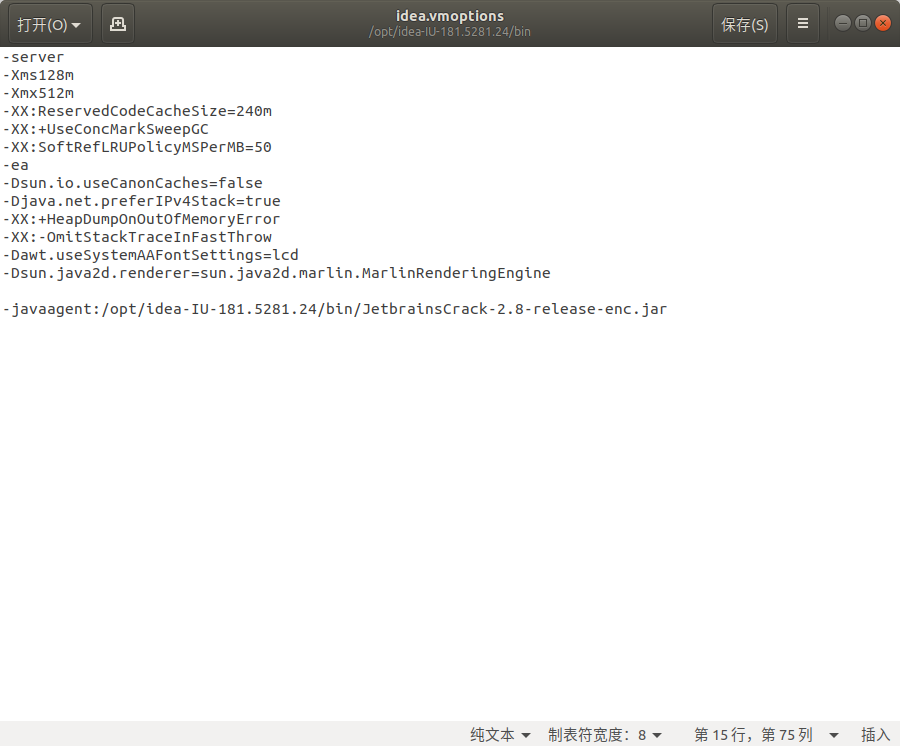 打开(O)
idea.vmoptions
/opt/idea-IU-181.5281.24/bin
保存(S)
-server
-Xms128m
-Xmx512m
-XX:ReservedCodeCacheSize=240m
-XX:+UseConcMarkSweepGC
-XX:SoftRefLRUPolicyMSPerMB=50
-ea
-Dsun.io.useCanonCaches=false
-Djava.net.preferIPv4Stack=true
-XX:+HeapDumpOnOutOfMemoryError
-XX:-OmitStackTraceInFastThrow
-Dawt.useSystemAAFontSettings=lcd
-Dsun.java2d.renderer=sun.java2d.marlin.MarlinRenderingEngine
-javaagent:/opt/idea-IU-181.5281.24/bin/JetbrainsCrack-2.8-release-enc.jar
纯文本 制表符宽度：8 第 15 行，第 75 列 插入